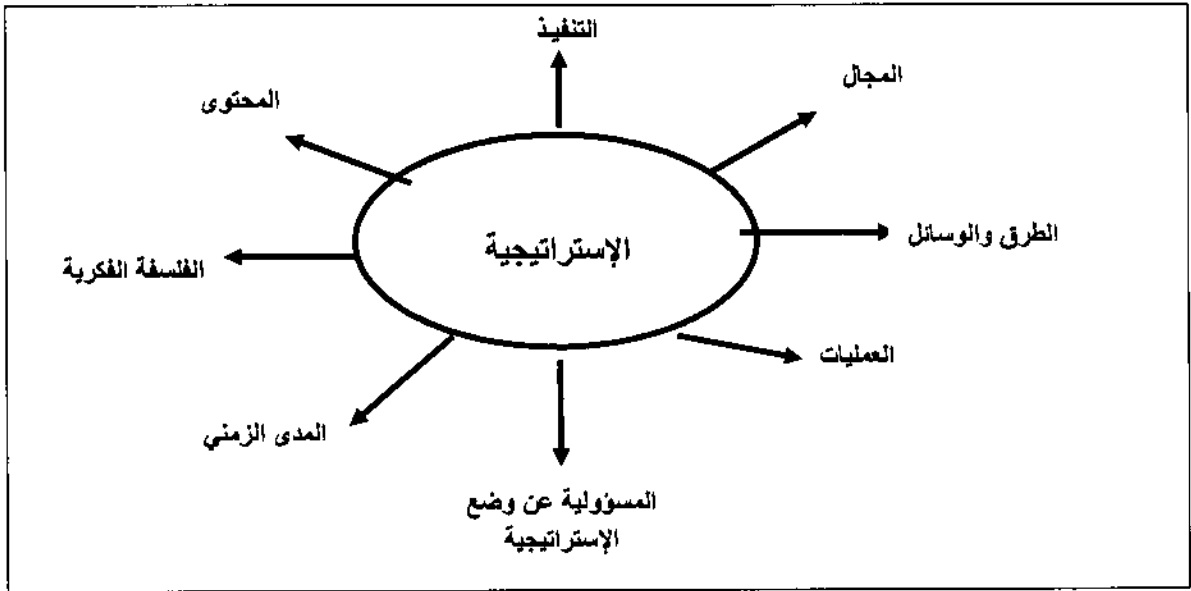 التنفيذ
المجال
المحتوى
الطرق والوسائل
الإستراتيجية
الفلسفة الفكرية
العمليات
المدى الزمني
المسؤولية عن وضع
الإستراتيجية